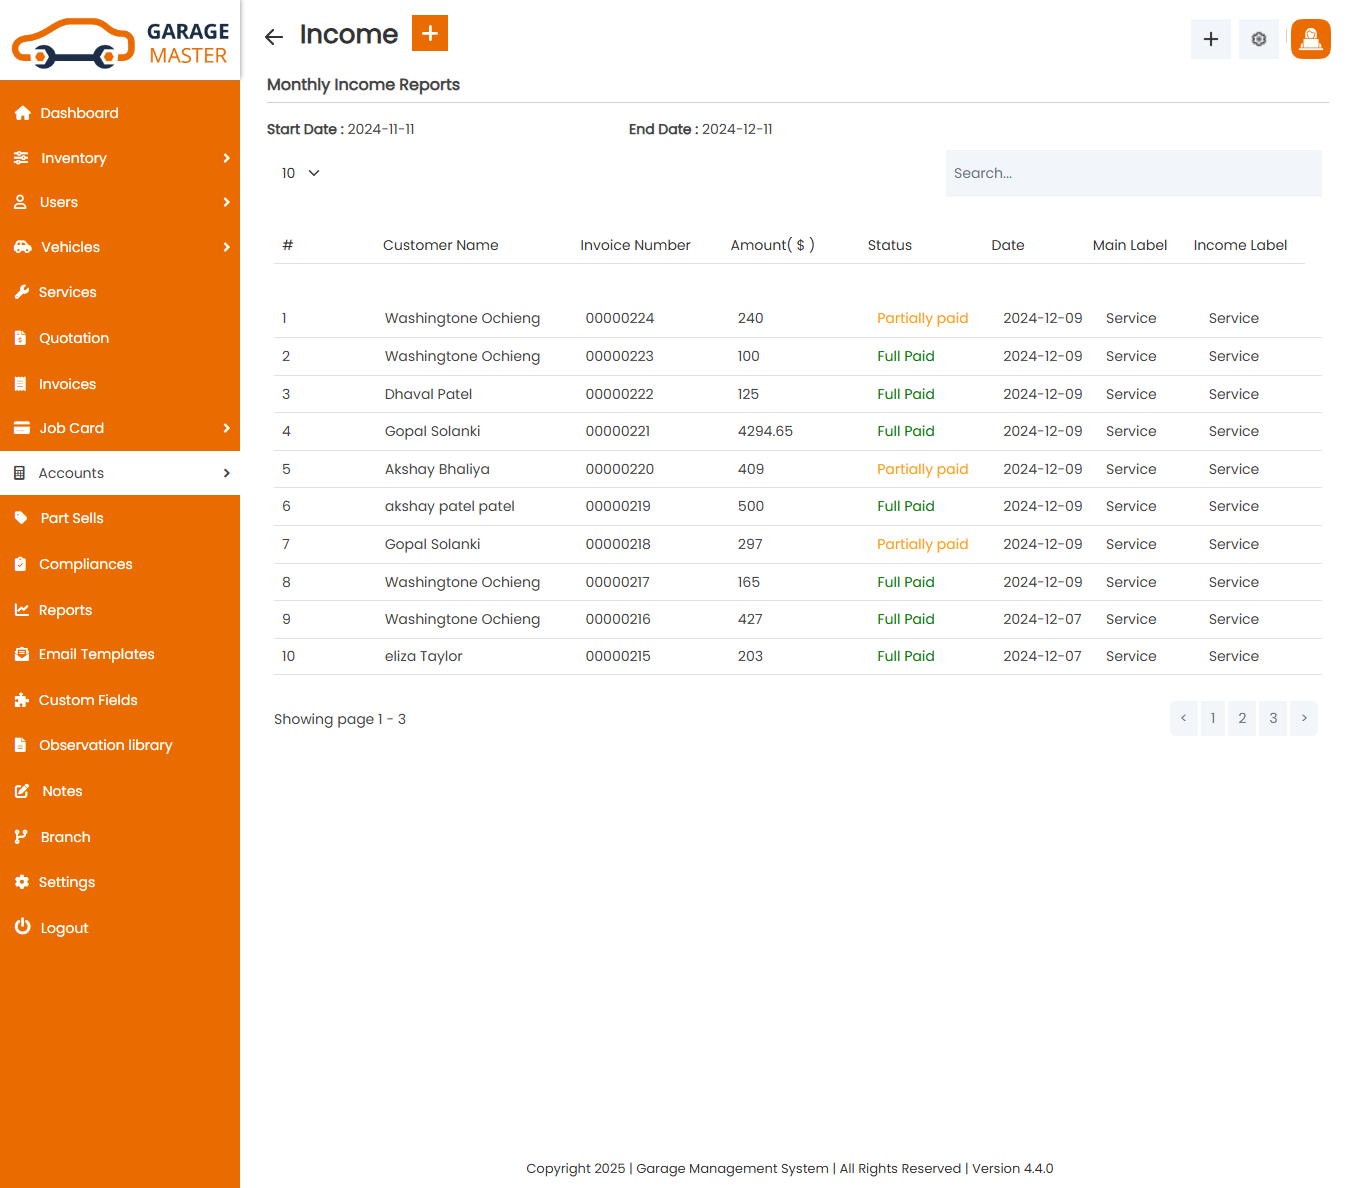 GARAGE
MASTER
Income
Dashboard
Inventory
Users
Vehicles
Services
Quotation
Invoices
Job Card
Accounts
Part Sells
Compliances
Reports
Email Templates
Custom Fields
Observation library
Notes
Branch
Settings
Logout
Monthly Income Reports
Start Date : 2024-11-11 End Date : 2024-12-11
10 Search...
# Customer Name Invoice Number Amount( $ ) Status Date Main Label Income Label
1 Washingtone Ochieng 00000224 240 Partially paid 2024-12-09 Service Service
2 Washingtone Ochieng 00000223 100 Full Paid 2024-12-09 Service Service
3 Dhaval Patel 00000222 125 Full Paid 2024-12-09 Service Service
4 Gopal Solanki 00000221 4294.65 Full Paid 2024-12-09 Service Service
5 Akshay Bhaliya 00000220 409 Partially paid 2024-12-09 Service Service
6 akshay patel patel 00000219 500 Full Paid 2024-12-09 Service Service
7 Gopal Solanki 00000218 297 Partially paid 2024-12-09 Service Service
8 Washingtone Ochieng 00000217 165 Full Paid 2024-12-09 Service Service
9 Washingtone Ochieng 00000216 427 Full Paid 2024-12-07 Service Service
10 eliza Taylor 00000215 203 Full Paid 2024-12-07 Service Service
Showing page 1 - 3 < 1 2 3 >
Copyright 2025 | Garage Management System | All Rights Reserved | Version 4.4.0